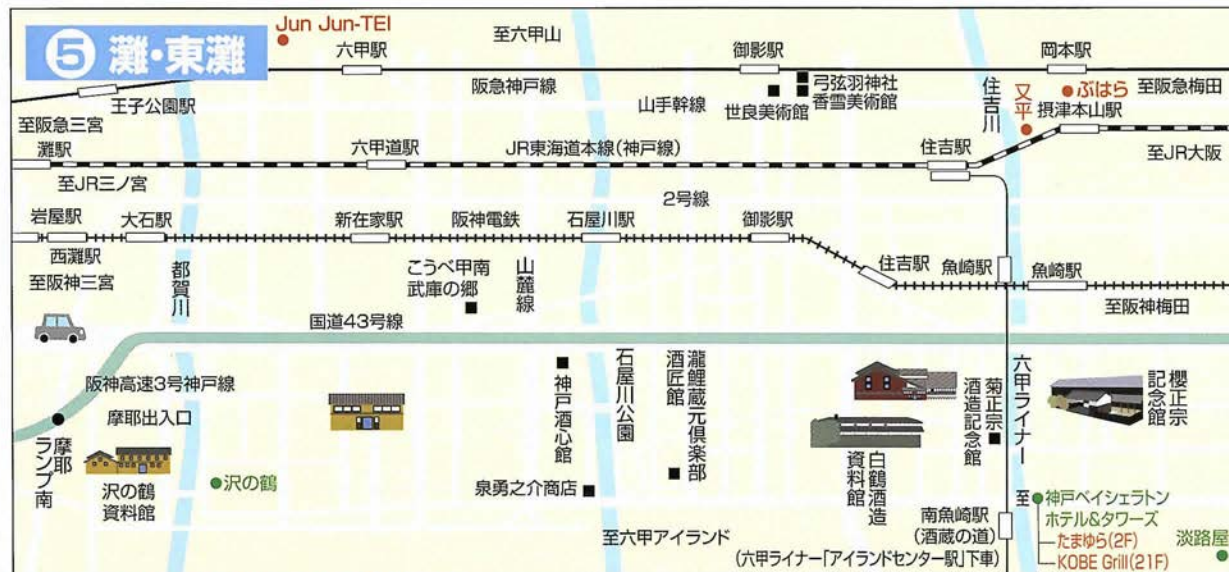 ⑤ 灘・東灘
Jun Jun-TEI
六甲駅
至六甲山
御影駅
岡本駅
王子公園駅
阪急神戸線
山手幹線
世良美術館
弓弦羽神社
香雪美術館
住吉川
又平
ぶはら
至阪急梅田
摂津本山駅
至阪急三宮
灘駅
六甲道駅
JR東海道本線(神戸線)
住吉駅
至JR大阪
至JR三ノ宮
2号線
岩屋駅
大石駅
新在家駅
阪神電鉄
石屋川駅
御影駅
西灘駅
住吉駅
魚崎駅
魚崎駅
至阪神三宮
都賀川
こうべ甲南
武庫の郷
山麓線
至阪神梅田
国道43号線
阪神高速3号神戸線
摩耶出入口
摩耶
ランプ南
神戸酒心館
石屋川公園
瀧鯉蔵元倶楽部
酒匠館
菊正宗
酒造記念館
六甲ライナー
櫻正宗
記念館
沢の鶴
資料館
沢の鶴
泉勇之介商店
白鶴酒造
資料館
至六甲アイランド
南魚崎駅
(酒蔵の道)
(六甲ライナー「アイランドセンター駅」下車)
至
神戸ベイシェラトン
ホテル&タワーズ
たまゆら(2F)
KOBE Grill(21F)
淡路屋